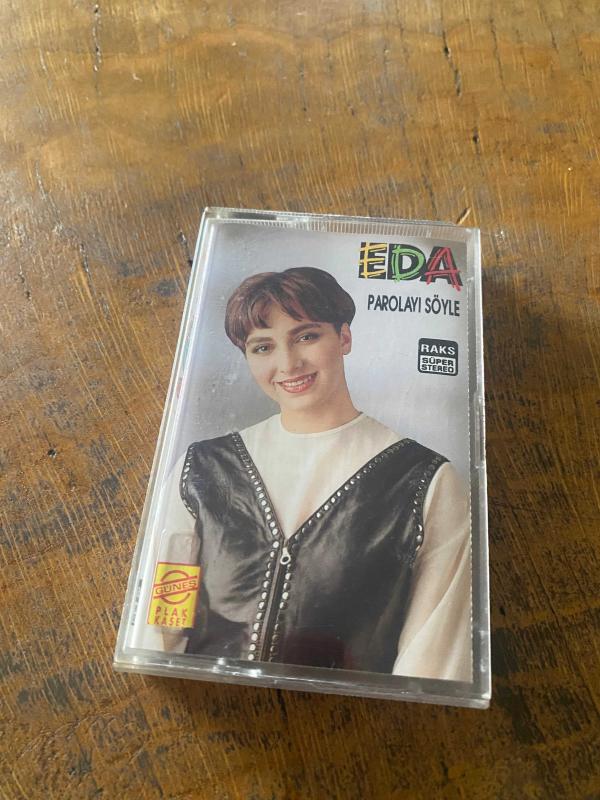 EDA
PAROLAYI SÖYLE
RAKS
SÜPER
STEREO
GÜNEŞ
PLAK
KASET